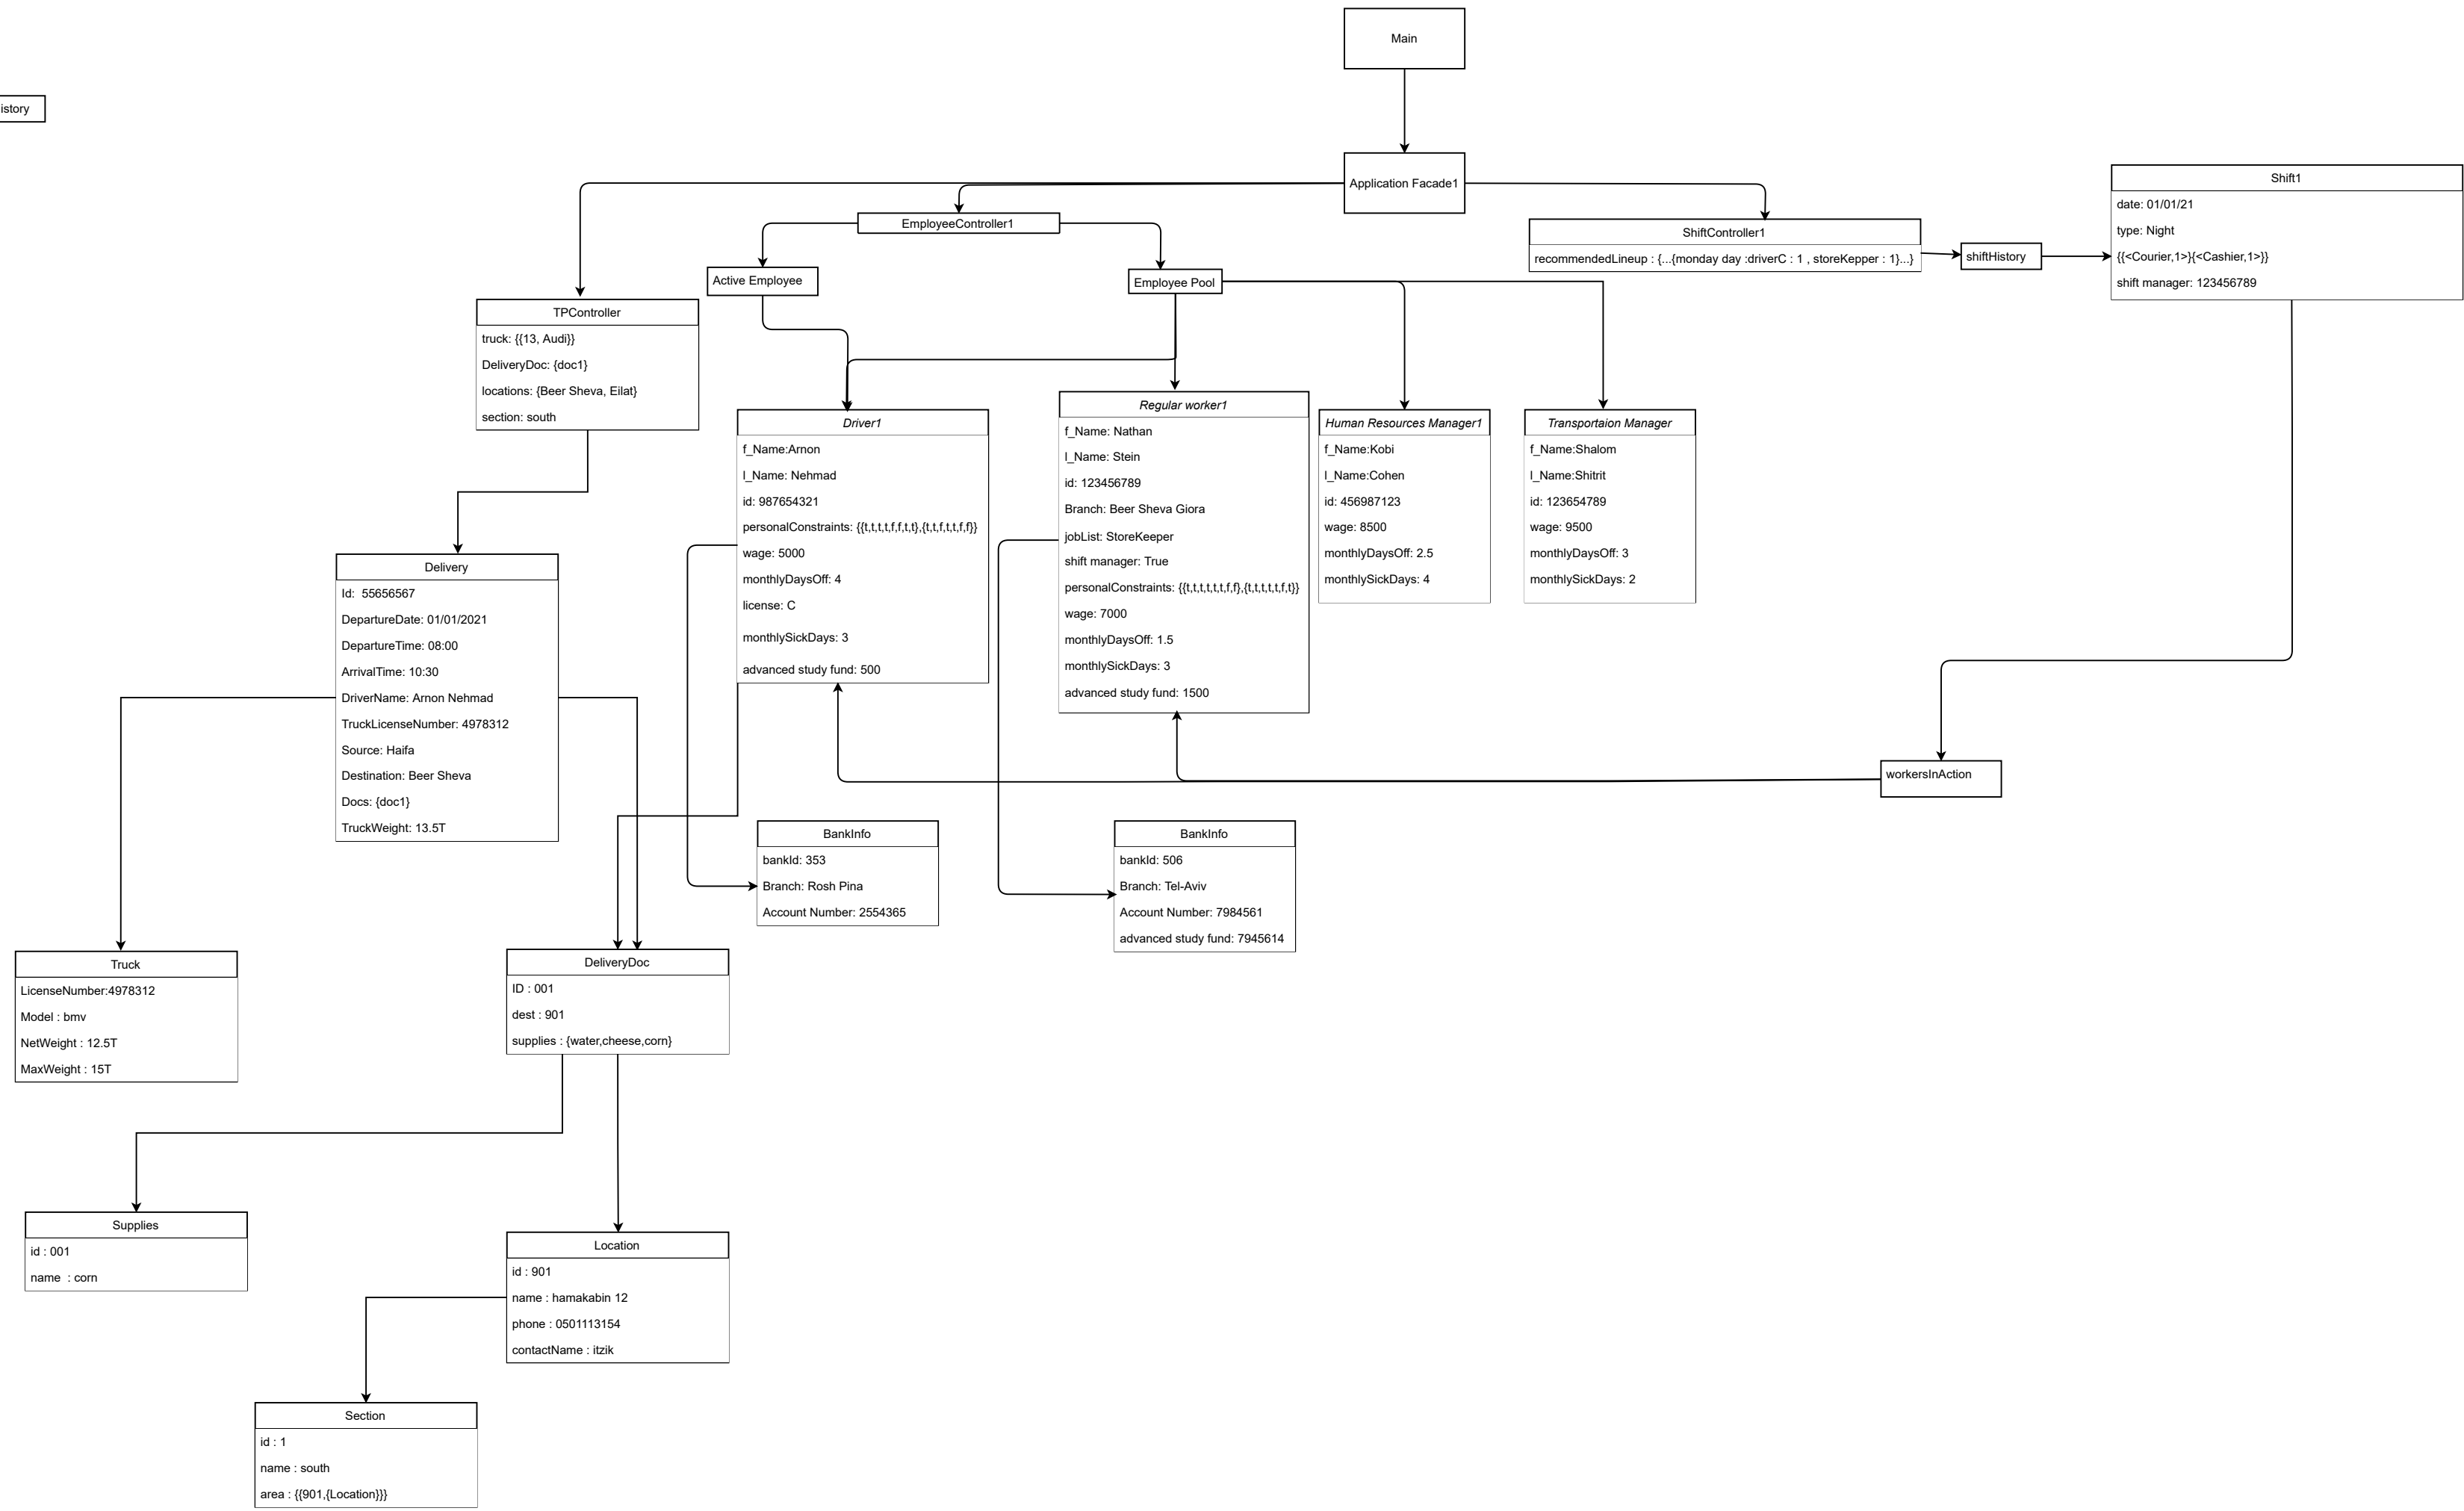 Main
istory
Application Facade1
EmployeeController1
Active Employee
Employee Pool
ShiftController1
recommendedLineup : {...{monday day :driverC : 1 , storeKepper : 1}...}
shiftHistory
Shift1
date: 01/01/21
type: Night
{{<Courier,1>}{<Cashier,1>}}
shift manager: 123456789
TPController
truck: {{13, Audi}}
DeliveryDoc: {doc1}
locations: {Beer Sheva, Eilat}
section: south
Driver1
f_Name:Arnon
l_Name: Nehmad
id: 987654321
personalConstraints: {{t,t,t,t,f,f,t,t},{t,t,f,t,t,f,f}}
wage: 5000
monthlyDaysOff: 4
license: C
monthlySickDays: 3
advanced study fund: 500
Regular worker1
f_Name: Nathan
l_Name: Stein
id: 123456789
Branch: Beer Sheva Giora
jobList: StoreKeeper
shift manager: True
personalConstraints: {{t,t,t,t,t,t,f,f},{t,t,t,t,t,f,t}}
wage: 7000
monthlyDaysOff: 1.5
monthlySickDays: 3
advanced study fund: 1500
Human Resources Manager1
f_Name:Kobi
l_Name:Cohen
id: 456987123
wage: 8500
monthlyDaysOff: 2.5
monthlySickDays: 4
Transportaion Manager
f_Name:Shalom
l_Name:Shitrit
id: 123654789
wage: 9500
monthlyDaysOff: 3
monthlySickDays: 2
Delivery
Id:  55656567
DepartureDate: 01/01/2021
DepartureTime: 08:00
ArrivalTime: 10:30
DriverName: Arnon Nehmad
TruckLicenseNumber: 4978312
Source: Haifa
Destination: Beer Sheva
Docs: {doc1}
TruckWeight: 13.5T
workersInAction
BankInfo
bankId: 353
Branch: Rosh Pina
Account Number: 2554365
BankInfo
bankId: 506
Branch: Tel-Aviv
Account Number: 7984561
advanced study fund: 7945614
Truck
LicenseNumber:4978312
Model : bmv
NetWeight : 12.5T
MaxWeight : 15T
DeliveryDoc
ID : 001
dest : 901
supplies : {water,cheese,corn}
Supplies
id : 001
name  : corn
Location
id : 901
name : hamakabin 12
phone : 0501113154
contactName : itzik
Section
id : 1
name : south
area : {{901,{Location}}}